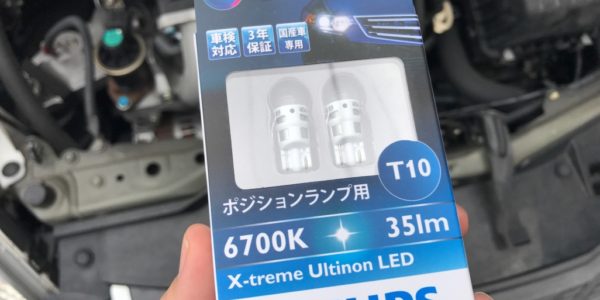 車検
対応
3年
保証
国産車
専用
T10
ポジションランプ用
6700K
35lm
X-treme Ultinon LED